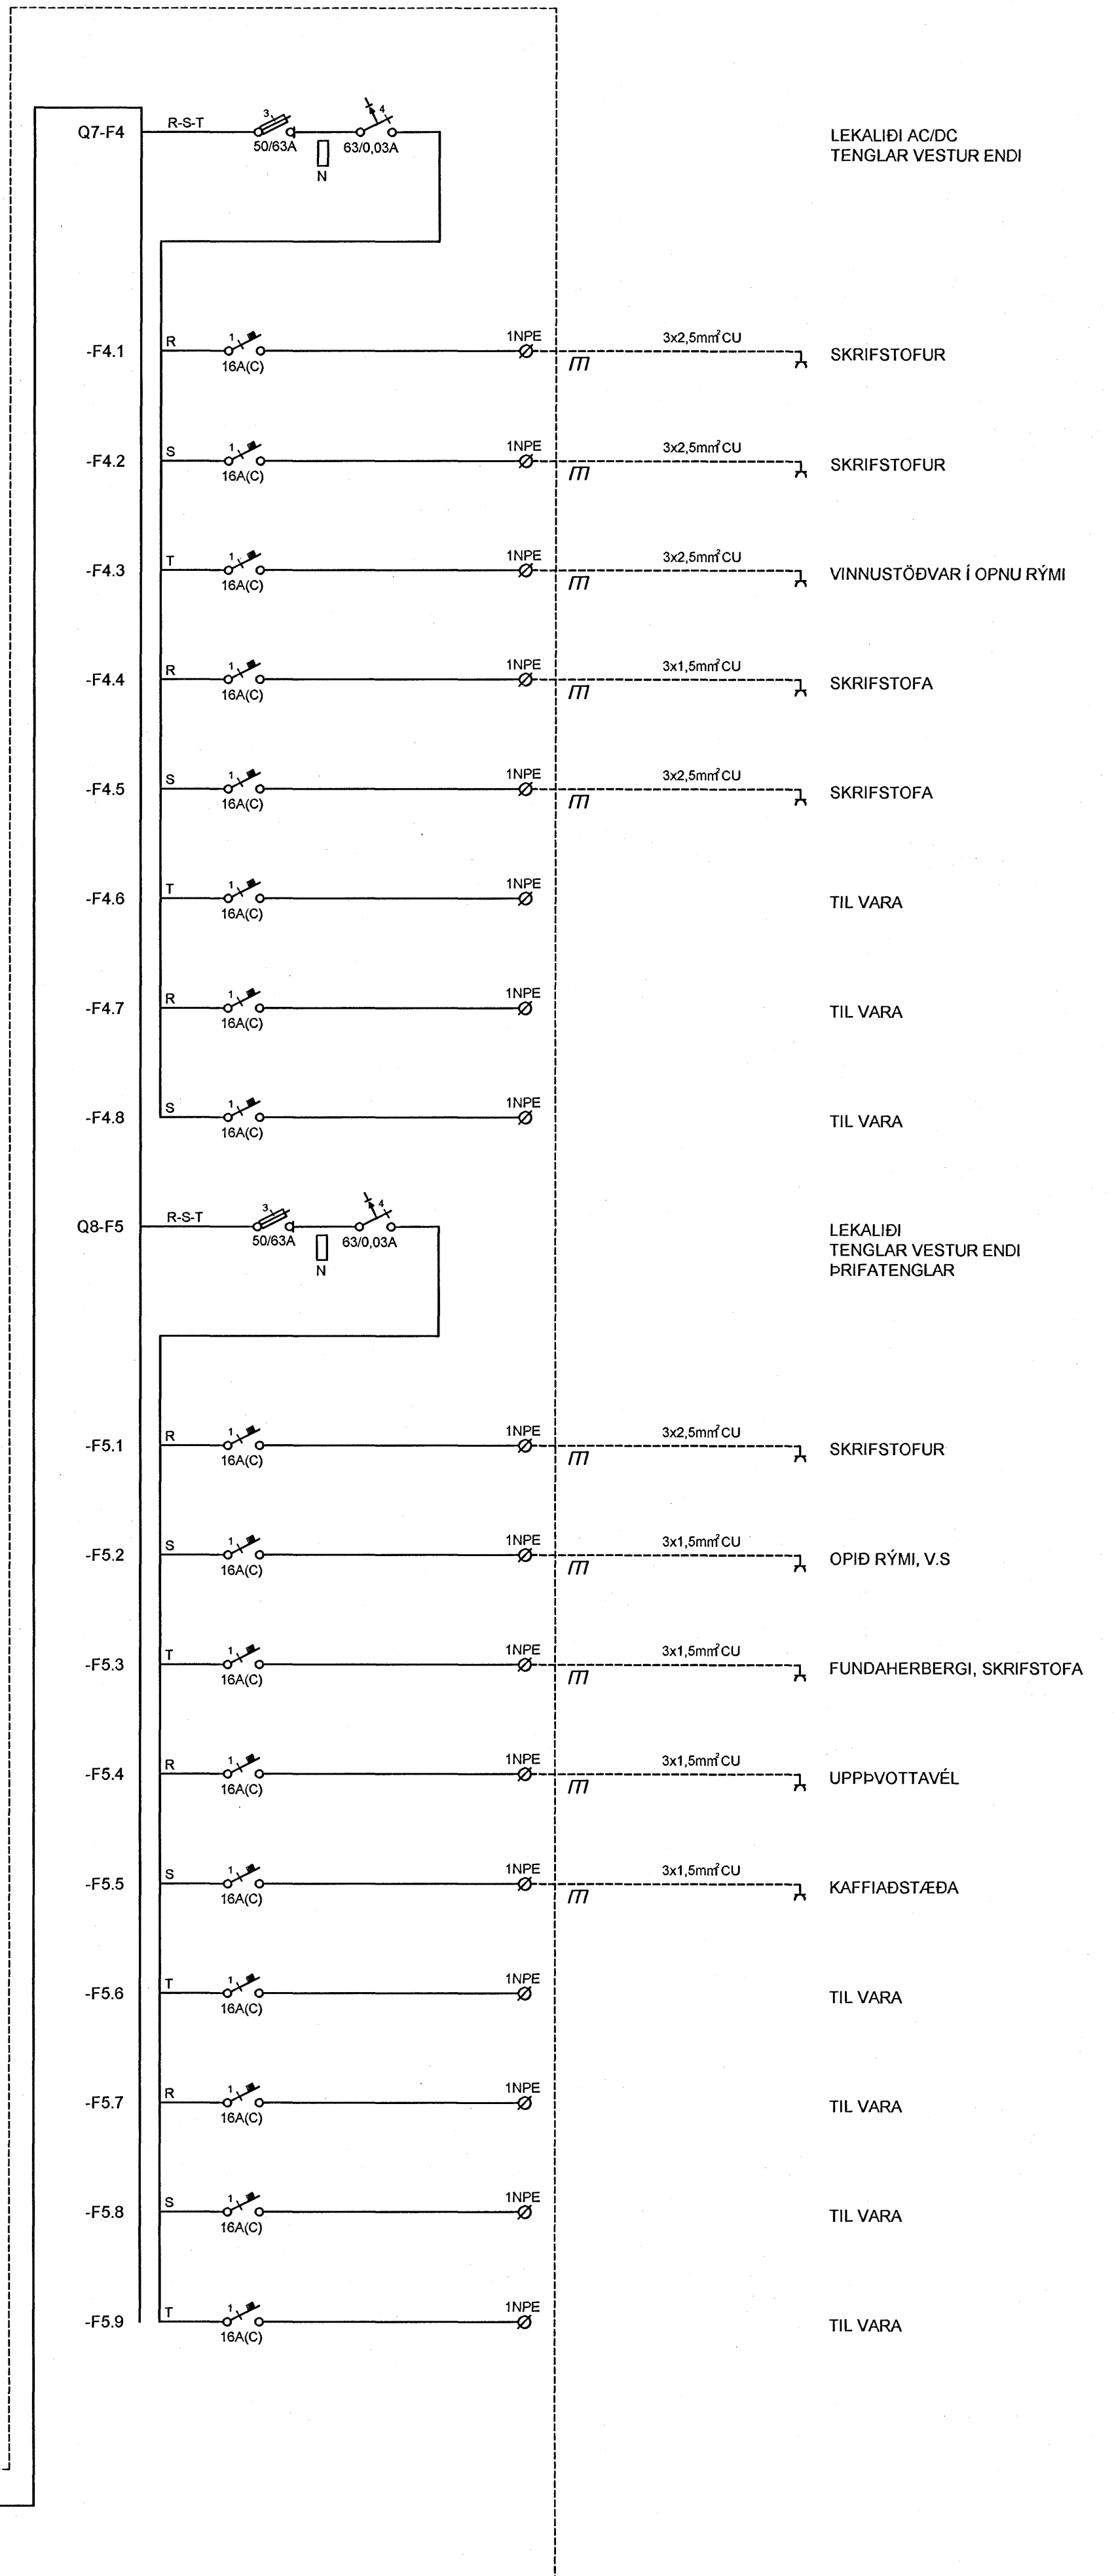 Q7-F4 R-S-T 3 4 LEKALIÐI AC/DC
50/63A 63/0,03A TENGLAR VESTUR ENDI
N
-F4.1 R 1 16A(C) 1NPE 3x2,5mm² CU SKRIFSTOFUR
-F4.2 S 1 16A(C) 1NPE 3x2,5mm² CU SKRIFSTOFUR
-F4.3 T 1 16A(C) 1NPE 3x2,5mm² CU VINNUSTÖÐVAR Í OPNU RÝMI
-F4.4 R 1 16A(C) 1NPE 3x1,5mm² CU SKRIFSTOFA
-F4.5 S 1 16A(C) 1NPE 3x2,5mm² CU SKRIFSTOFA
-F4.6 T 1 16A(C) 1NPE TIL VARA
-F4.7 R 1 16A(C) 1NPE TIL VARA
-F4.8 S 1 16A(C) 1NPE TIL VARA
Q8-F5 R-S-T 3 4 LEKALIÐI
50/63A 63/0,03A TENGLAR VESTUR ENDI
N ÞRIFATENGLAR
-F5.1 R 1 16A(C) 1NPE 3x2,5mm² CU SKRIFSTOFUR
-F5.2 S 1 16A(C) 1NPE 3x1,5mm² CU OPIÐ RÝMI, V.S
-F5.3 T 1 16A(C) 1NPE 3x1,5mm² CU FUNDAHERBERGI, SKRIFSTOFA
-F5.4 R 1 16A(C) 1NPE 3x1,5mm² CU UPPÞVOTTAVÉL
-F5.5 S 1 16A(C) 1NPE 3x1,5mm² CU KAFFIAÐSTÆÐA
-F5.6 T 1 16A(C) 1NPE TIL VARA
-F5.7 R 1 16A(C) 1NPE TIL VARA
-F5.8 S 1 16A(C) 1NPE TIL VARA
-F5.9 T 1 16A(C) 1NPE TIL VARA